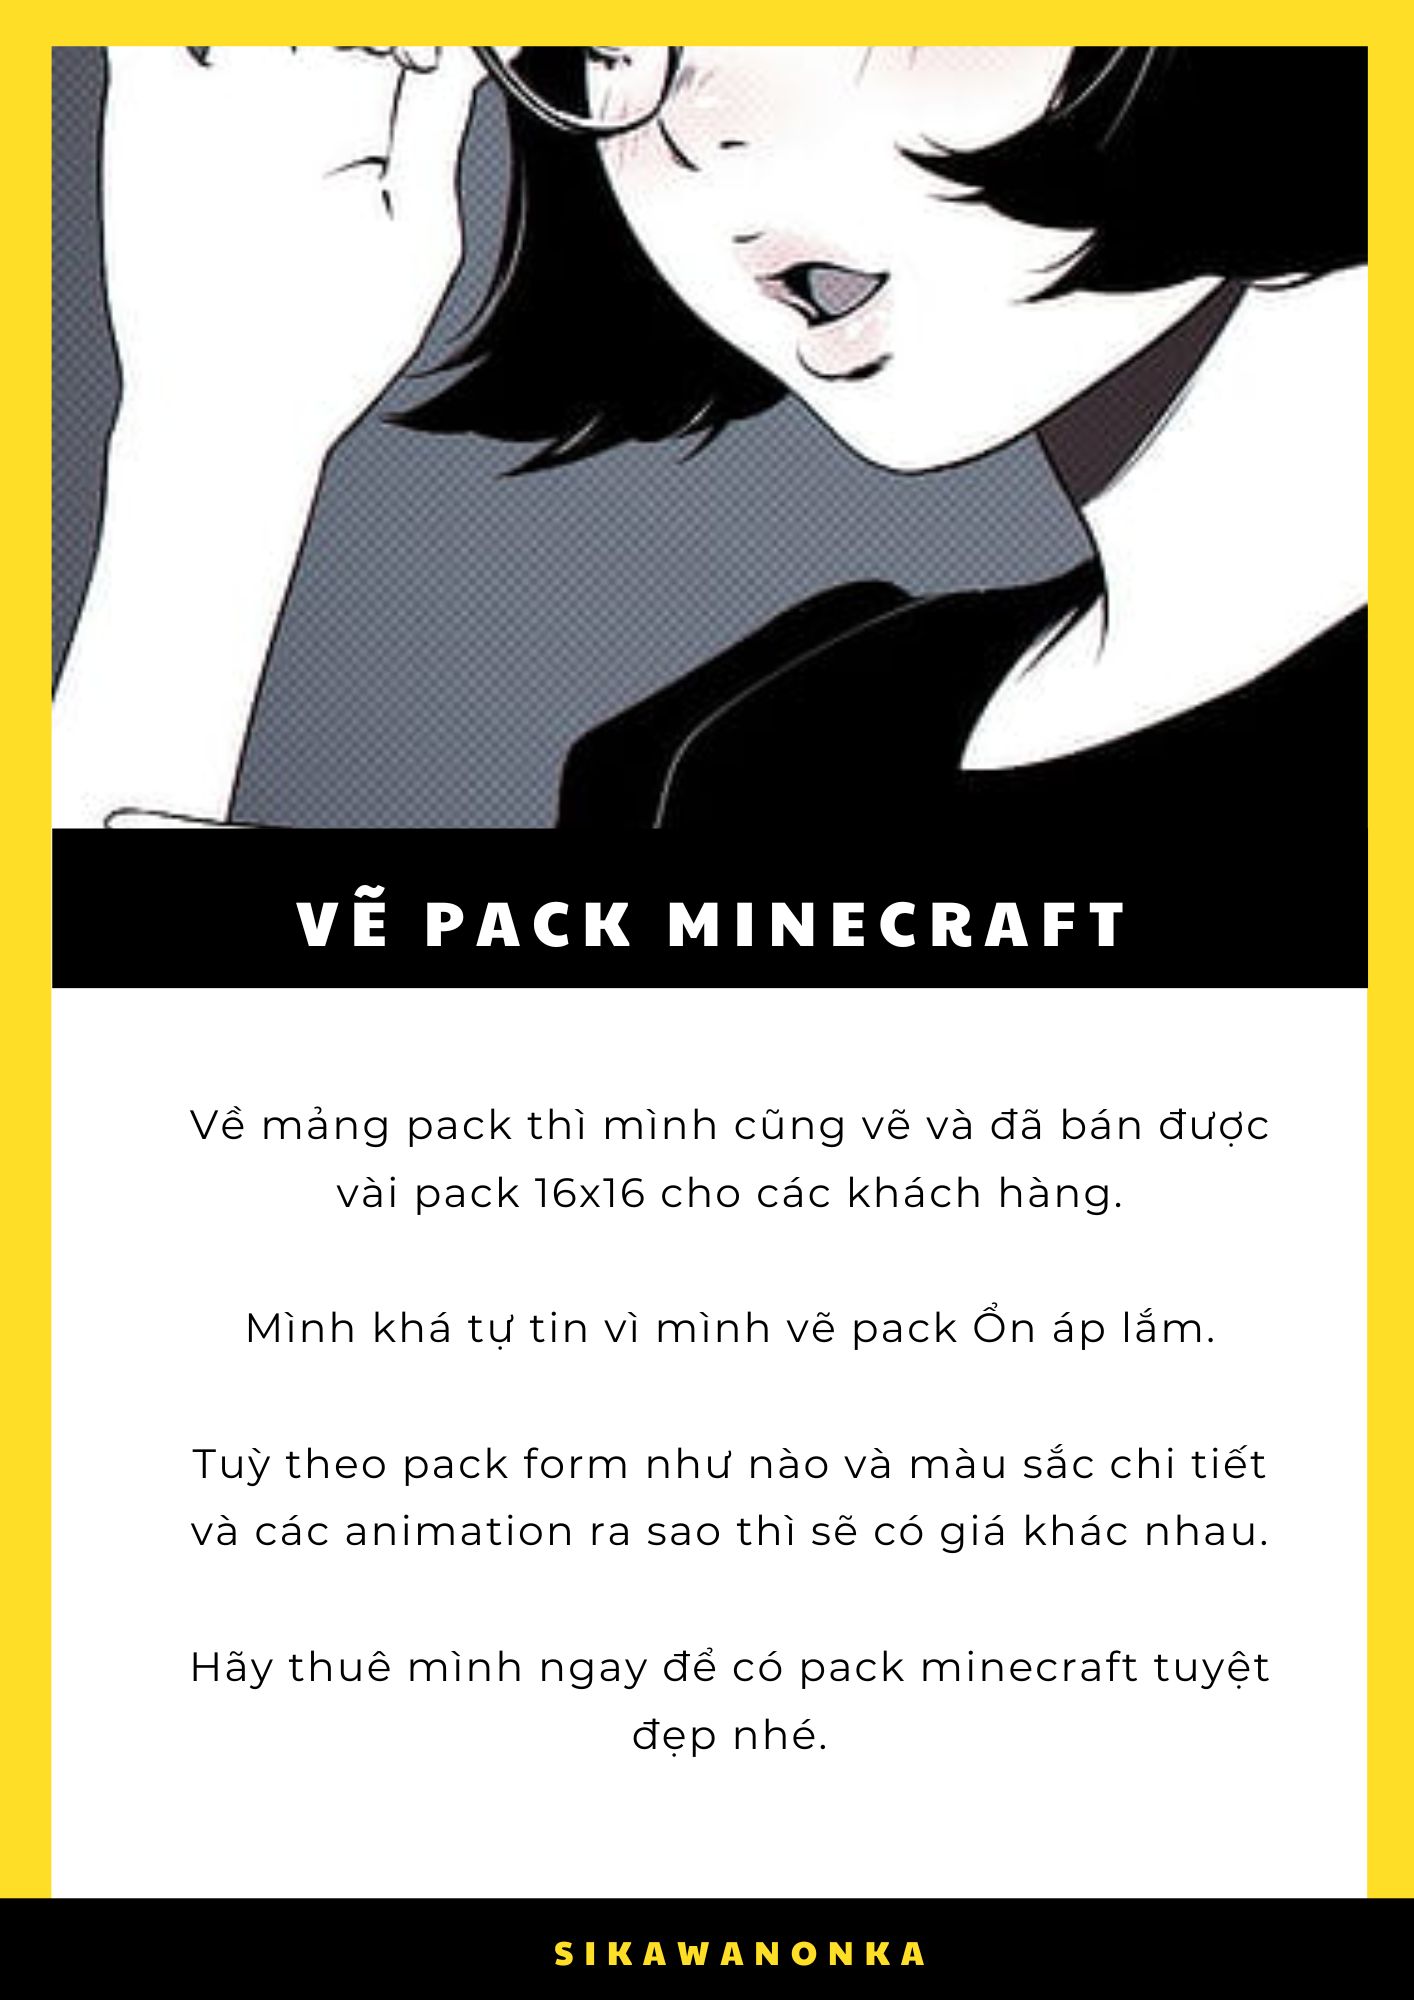 VẼ PACK MINECRAFT
Về mảng pack thì mình cũng vẽ và đã bán được
vài pack 16x16 cho các khách hàng.
Mình khá tự tin vì mình vẽ pack Ổn áp lắm.
Tuỳ theo pack form như nào và màu sắc chi tiết
và các animation ra sao thì sẽ có giá khác nhau.
Hãy thuê mình ngay để có pack minecraft tuyệt
đẹp nhé.
SIKAWANONKA